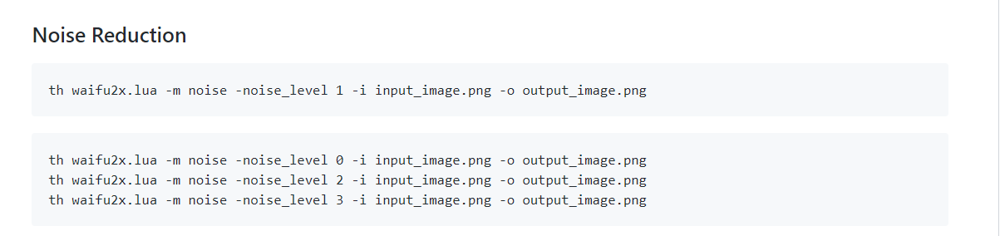 Noise Reduction
th waifu2x.lua -m noise -noise_level 1 -i input_image.png -o output_image.png
th waifu2x.lua -m noise -noise_level 0 -i input_image.png -o output_image.png
th waifu2x.lua -m noise -noise_level 2 -i input_image.png -o output_image.png
th waifu2x.lua -m noise -noise_level 3 -i input_image.png -o output_image.png